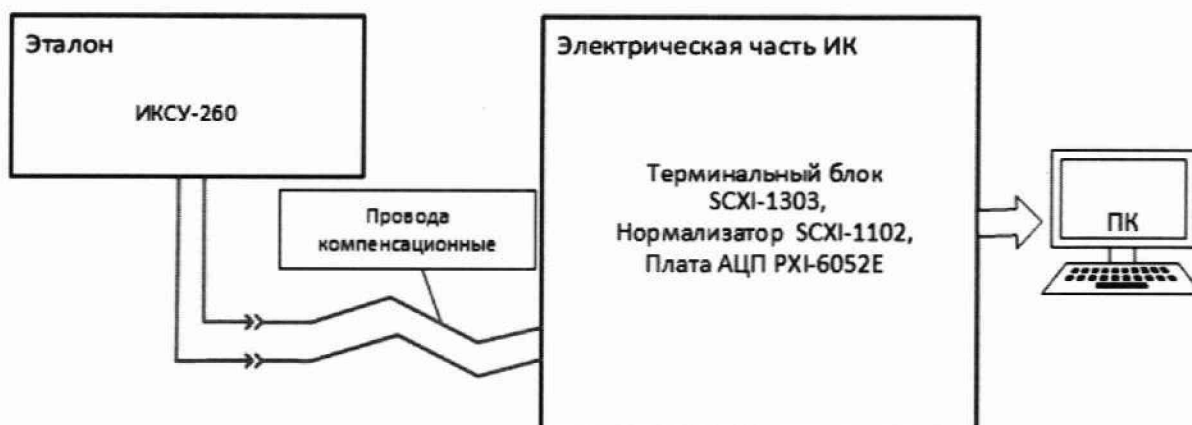 Эталон
ИКСУ-260
Провода
компенсационные
Электрическая часть ИК
Терминальный блок
SCXI-1303,
Нормализатор SCXI-1102,
Плата АЦП PXI-6052E
ПК